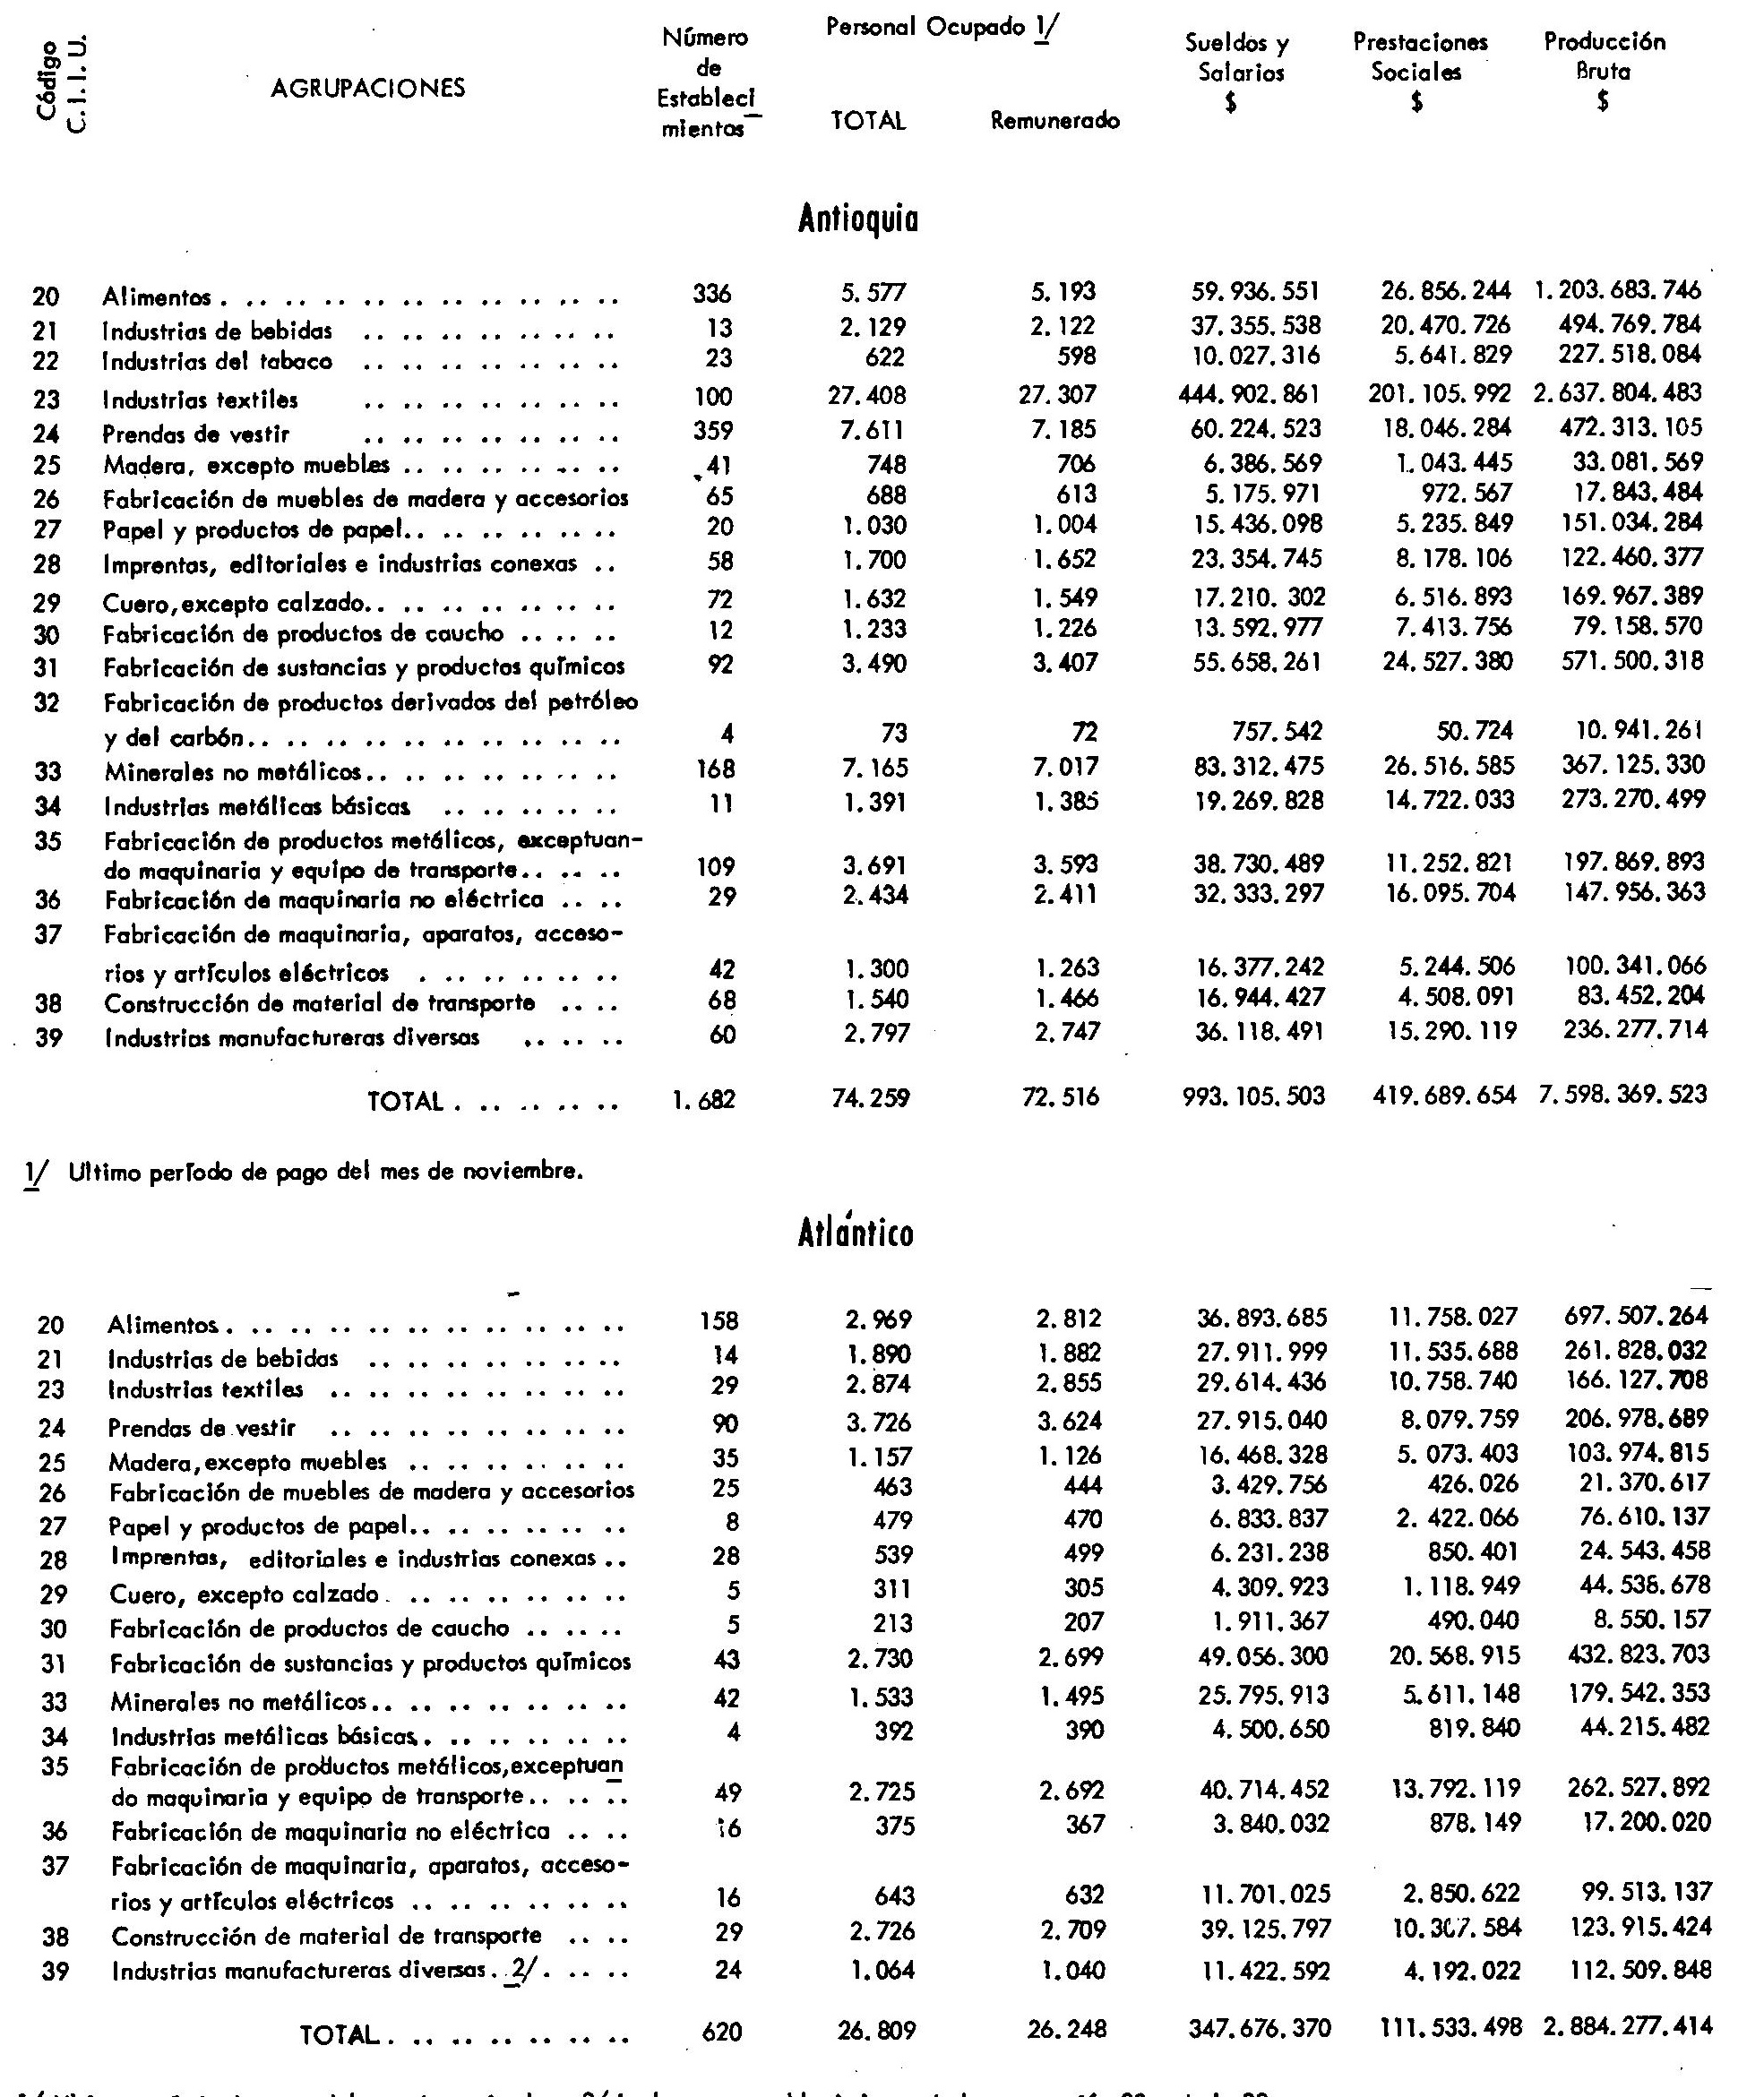 Código C.I.I.U. AGRUPACIONES Número de Estableci mientos Personal Ocupado 1/ TOTAL Remunerado Sueldos y Salarios $ Prestaciones Sociales $ Producción Bruta $
Antioquia
20 Alimentos . .. .. .. .. .. .. .. .. .. .. 336 5.577 5.193 59.936.551 26.856.244 1.203.683.746
21 Industrias de bebidas .. .. .. .. .. .. .. 13 2.129 2.122 37.355.538 20.470.726 494.769.784
22 Industrias del tabaco .. .. .. .. .. .. .. 23 622 598 10.027.316 5.641.829 227.518.084
23 Industrias textiles .. .. .. .. .. .. .. 100 27.408 27.307 444.902.861 201.105.992 2.637.804.483
24 Prendas de vestir .. .. .. .. .. .. .. 359 7.611 7.185 60.224.523 18.046.284 472.313.105
25 Madera, excepto muebles .. .. .. .. .. .. 41 748 706 6.386.569 1.043.445 33.081.569
26 Fabricación de muebles de madera y accesorios 65 688 613 5.175.971 972.567 17.843.484
27 Papel y productos de papel.. .. .. .. .. .. 20 1.030 1.004 15.436.098 5.235.849 151.034.284
28 Imprentas, editoriales e industrias conexas .. 58 1.700 1.652 23.354.745 8.178.106 122.460.377
29 Cuero,excepto calzado.. .. .. .. .. .. .. 72 1.632 1.549 17.210.302 6.516.893 169.967.389
30 Fabricación de productos de caucho .. .. .. 12 1.233 1.226 13.592.977 7.413.756 79.158.570
31 Fabricación de sustancias y productos químicos 92 3.490 3.407 55.658.261 24.527.380 571.500.318
32 Fabricación de productos derivados del petróleo
y del carbón.. .. .. .. .. .. .. .. .. .. 4 73 72 757.542 50.724 10.941.261
33 Minerales no metálicos.. .. .. .. .. .. .. 168 7.165 7.017 83.312.475 26.516.585 367.125.330
34 Industrias metálicas básicas .. .. .. .. .. 11 1.391 1.385 19.269.828 14.722.033 273.270.499
35 Fabricación de productos metálicos, exceptuan-
do maquinaria y equipo de transporte.. .. .. 109 3.691 3.593 38.730.489 11.252.821 197.869.893
36 Fabricación de maquinaria no eléctrica .. .. 29 2.434 2.411 32.333.297 16.095.704 147.956.363
37 Fabricación de maquinaria, aparatos, acceso-
rios y artículos eléctricos . .. .. .. .. .. 42 1.300 1.263 16.377.242 5.244.506 100.341.066
38 Construcción de material de transporte .. .. 68 1.540 1.466 16.944.427 4.508.091 83.452.204
39 Industrias manufactureras diversas .. .. .. 60 2.797 2.747 36.118.491 15.290.119 236.277.714
TOTAL . .. .. .. .. 1.682 74.259 72.516 993.105.503 419.689.654 7.598.369.523
1/ Ultimo período de pago del mes de noviembre.
Atlántico
20 Alimentos. .. .. .. .. .. .. .. .. .. .. 158 2.969 2.812 36.893.685 11.758.027 697.507.264
21 Industrias de bebidas .. .. .. .. .. .. .. 14 1.890 1.882 27.911.999 11.535.688 261.828.032
23 Industrias textiles .. .. .. .. .. .. .. .. 29 2.874 2.855 29.614.436 10.758.740 166.127.708
24 Prendas de vestir .. .. .. .. .. .. .. .. 90 3.726 3.624 27.915.040 8.079.759 206.978.689
25 Madera,excepto muebles .. .. .. .. .. .. 35 1.157 1.126 16.468.328 5.073.403 103.974.815
26 Fabricación de muebles de madera y accesorios 25 463 444 3.429.756 426.026 21.370.617
27 Papel y productos de papel.. .. .. .. .. .. 8 479 470 6.833.837 2.422.066 76.610.137
28 Imprentas, editoriales e industrias conexas .. 28 539 499 6.231.238 850.401 24.543.458
29 Cuero, excepto calzado . .. .. .. .. .. .. 5 311 305 4.309.923 1.118.949 44.536.678
30 Fabricación de productos de caucho .. .. .. 5 213 207 1.911.367 490.040 8.550.157
31 Fabricación de sustancias y productos químicos 43 2.730 2.699 49.056.300 20.568.915 432.823.703
33 Minerales no metálicos.. .. .. .. .. .. .. 42 1.533 1.495 25.795.913 5.611.148 179.542.353
34 Industrias metálicas básicas. .. .. .. .. .. 4 392 390 4.500.650 819.840 44.215.482
35 Fabricación de productos metálicos,exceptuan
do maquinaria y equipo de transporte.. .. .. 49 2.725 2.692 40.714.452 13.792.119 262.527.892
36 Fabricación de maquinaria no eléctrica .. .. 16 375 367 3.840.032 878.149 17.200.020
37 Fabricación de maquinaria, aparatos, acceso-
rios y artículos eléctricos .. .. .. .. .. .. 16 643 632 11.701.025 2.850.622 99.513.137
38 Construcción de material de transporte .. .. 29 2.726 2.709 39.125.797 10.307.584 123.915.424
39 Industrias manufactureras diversas. 2/. .. .. 24 1.064 1.040 11.422.592 4.192.022 112.509.848
TOTAL. .. .. .. .. .. .. 620 26.809 26.248 347.676.370 111.533.498 2.884.277.414